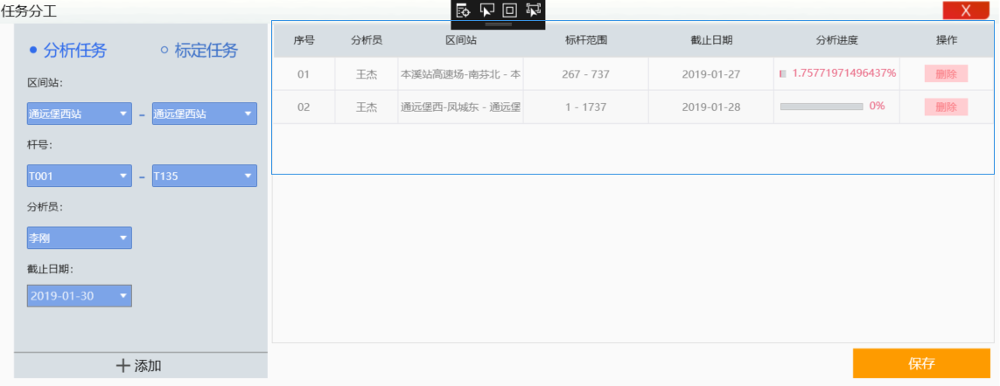 任务分工
X
分析任务 标定任务
区间站:
通远堡西站 - 通远堡西站
杆号:
T001 - T135
分析员:
李刚
截止日期:
2019-01-30
添加
序号 分析员 区间站 标杆范围 截止日期 分析进度 操作
01 王杰 本溪站高速场-南芬北 - 本 267 - 737 2019-01-27 1.75771971496437% 删除
02 王杰 通远堡西-凤城东 - 通远堡 1 - 1737 2019-01-28 0% 删除
保存